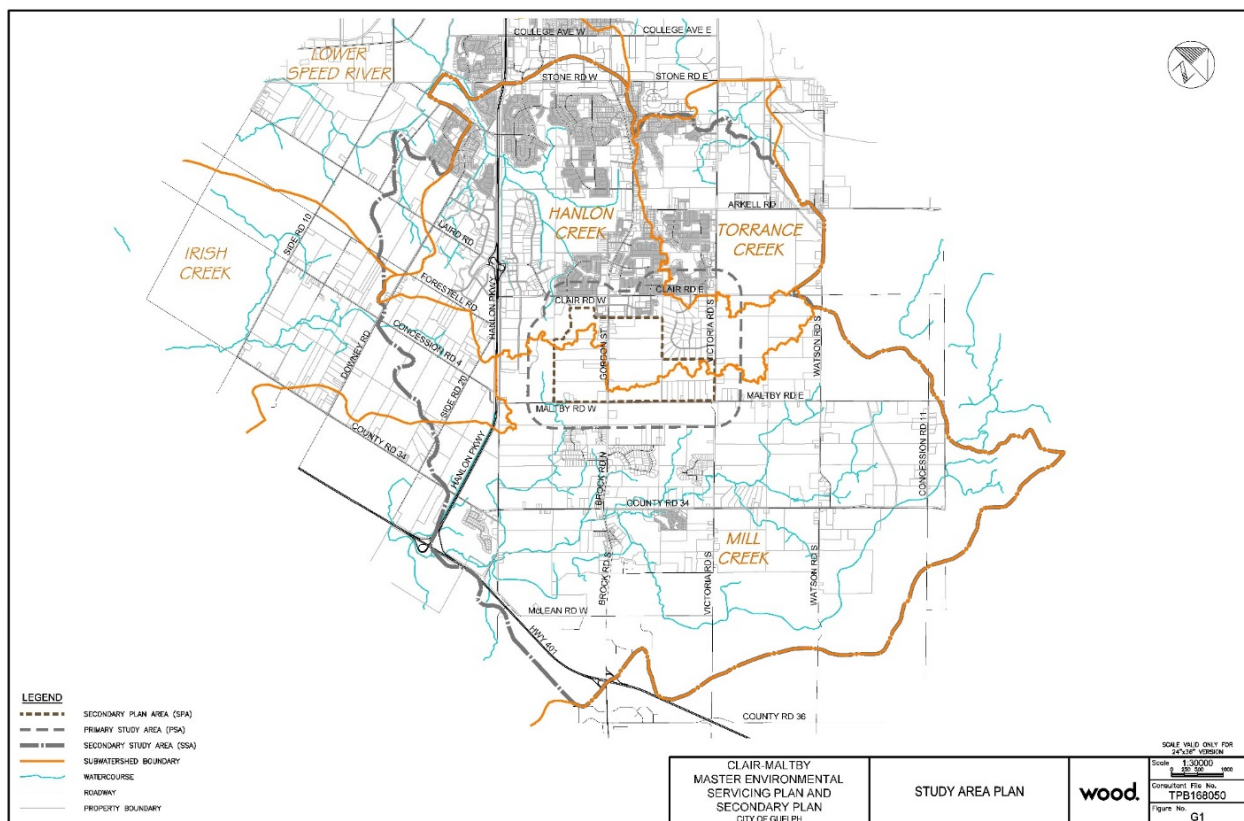 COLLEGE AVE W
COLLEGE AVE E
LOWER
SPEED RIVER
STONE RD W
STONE RD E
ARKELL RD
HANLON
CREEK
TORRANCE
CREEK
SIDE RD 10
LAIRD RD
IRISH
CREEK
FORESTELL RD
HANLON PKWY
CLAIR RD W
CLAIR RD E
CONCESSION RD 4
DOWNEY RD
GORDON ST
VICTORIA RD S
WATSON RD S
SIDE RD 20
MALTBY RD W
MALTBY RD E
COUNTY RD 34
HANLON PKWY
BROCK RD N
CONCESSION RD 11
COUNTY RD 34
MILL
CREEK
BROCK RD S
VICTORIA RD S
WATSON RD S
McLEAN RD W
HWY 401
COUNTY RD 36
LEGEND
SECONDARY PLAN AREA (SPA)
PRIMARY STUDY AREA (PSA)
SECONDARY STUDY AREA (SSA)
SUBWATERSHED BOUNDARY
WATERCOURSE
ROADWAY
PROPERTY BOUNDARY
CLAIR-MALTBY
MASTER ENVIRONMENTAL
SERVICING PLAN AND
SECONDARY PLAN
CITY OF GUELPH
STUDY AREA PLAN
wood.
SCALE VALID ONLY FOR
24"x36" VERSION
Scale 1:30000
0 250 500 1000
Consultant File No.
TPB168050
Figure No.
G1